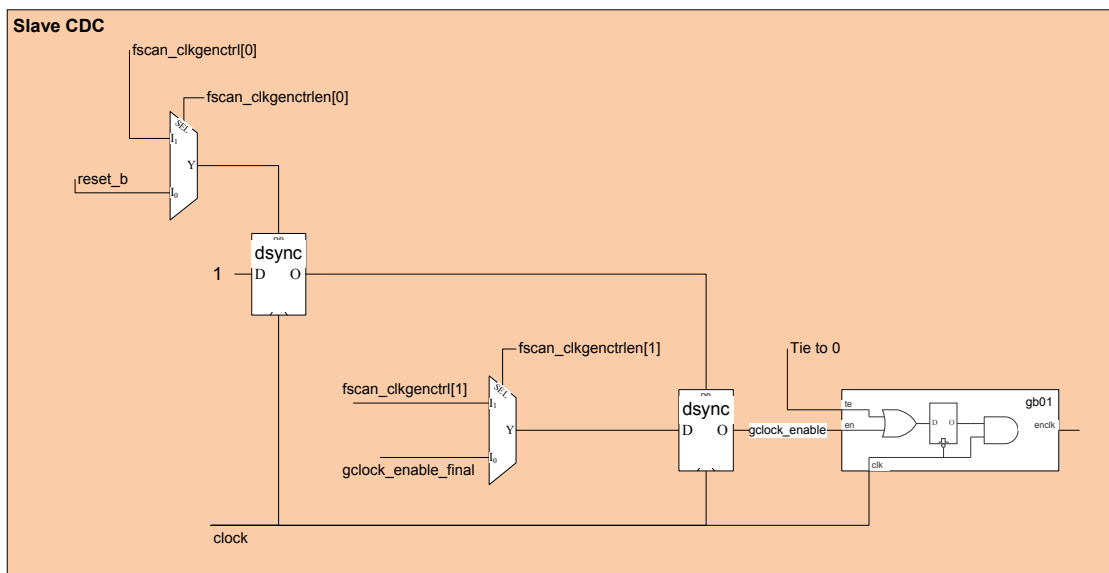 Slave CDC
fscan_clkgenctrl[0]
fscan_clkgenctrlen[0]
SEL
I1
Y
reset_b
I0
dsync
1
D O
fscan_clkgenctrlen[1]
Tie to 0
fscan_clkgenctrl[1]
SEL
I1
Y
I0
gclock_enable_final
dsync
D O
gclock_enable
gb01
te
en
D O
enclk
clk
clock